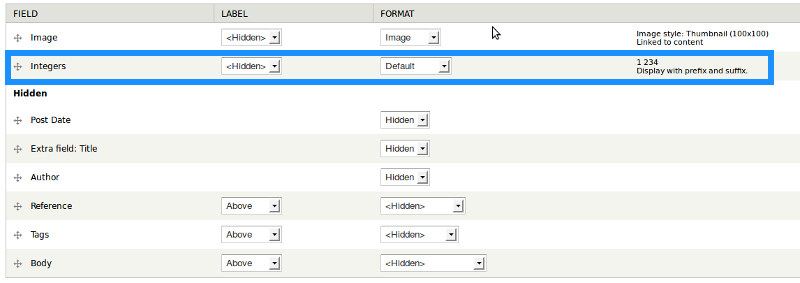 FIELD LABEL FORMAT
Image <Hidden> Image Image style: Thumbnail (100x100)
Linked to content
Integers <Hidden> Default 1 234
Display with prefix and suffix.
Hidden
Post Date Hidden
Extra field: Title Hidden
Author Hidden
Reference Above <Hidden>
Tags Above <Hidden>
Body Above <Hidden>